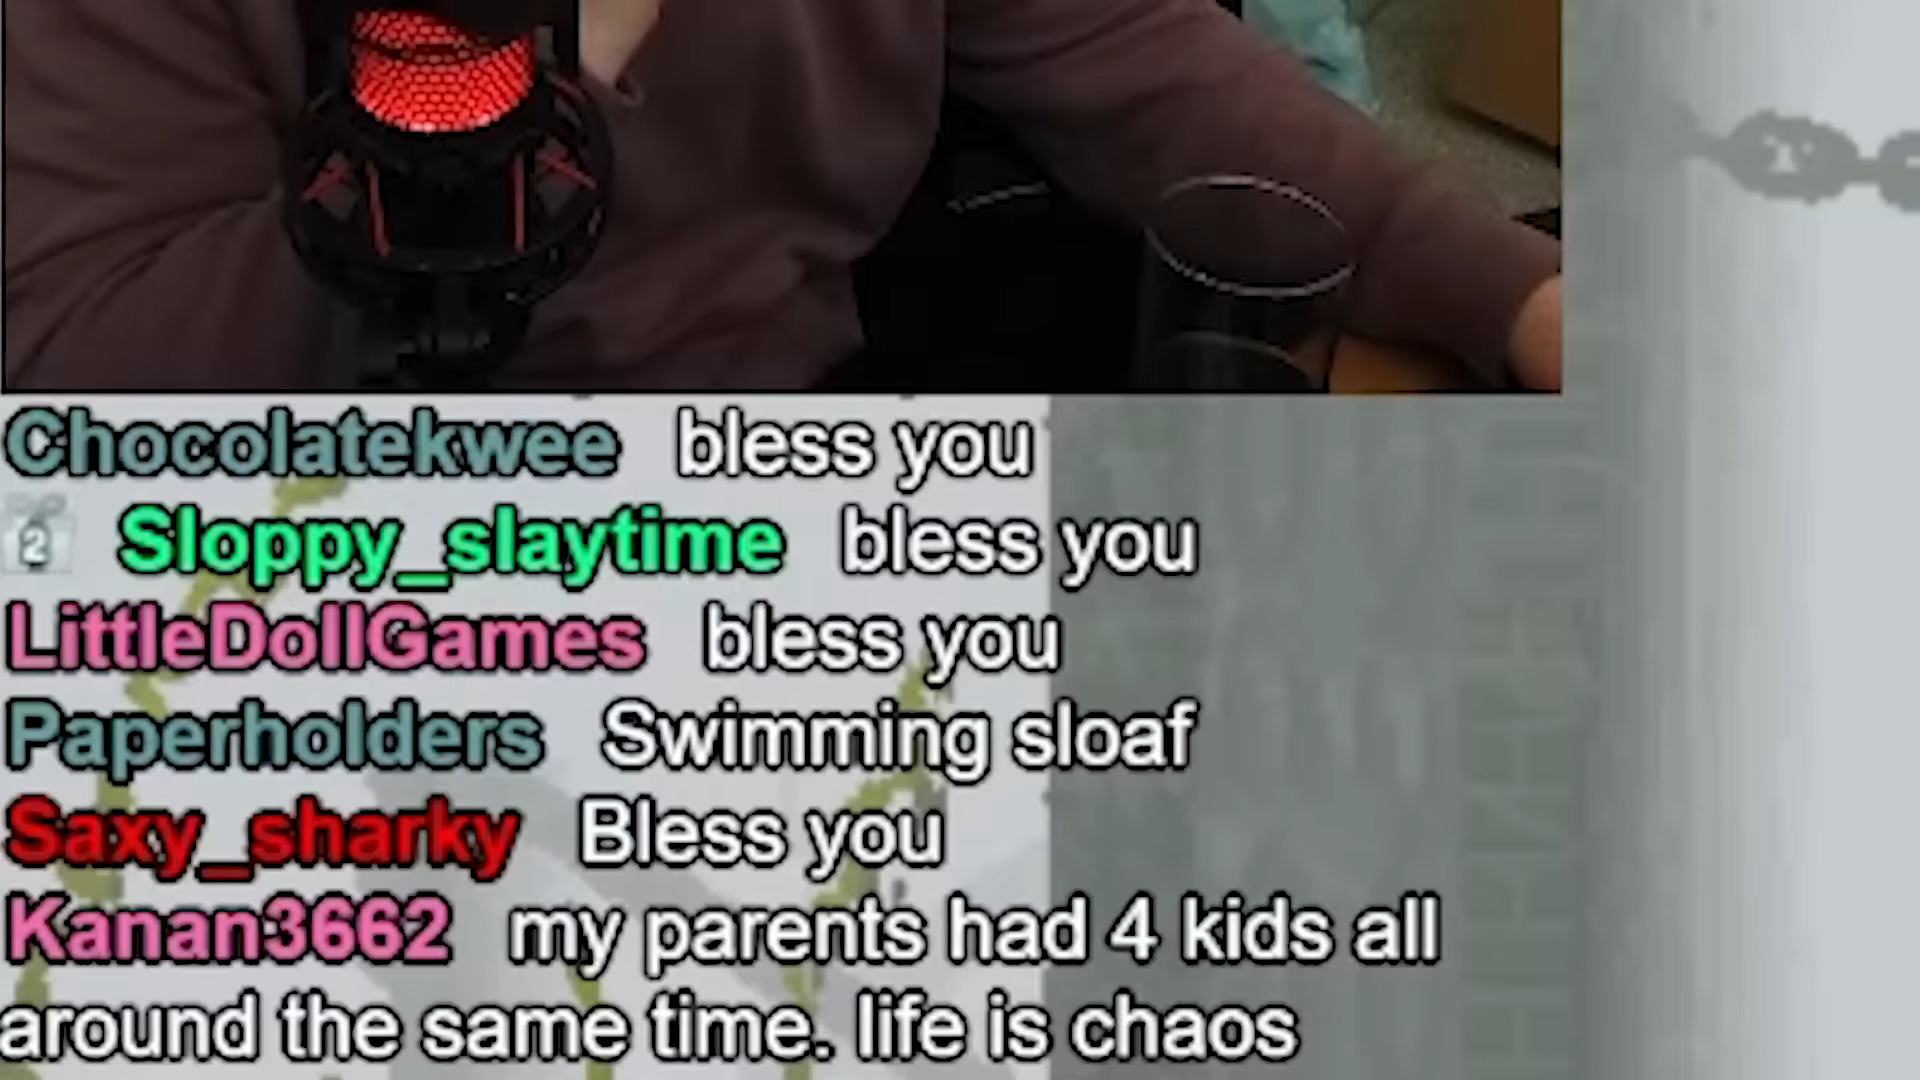 Chocolatekwee bless you
2 Sloppy_slaytime bless you
LittleDollGames bless you
Paperholders Swimming sloaf
Saxy_sharky Bless you
Kanan3662 my parents had 4 kids all
around the same time. life is chaos